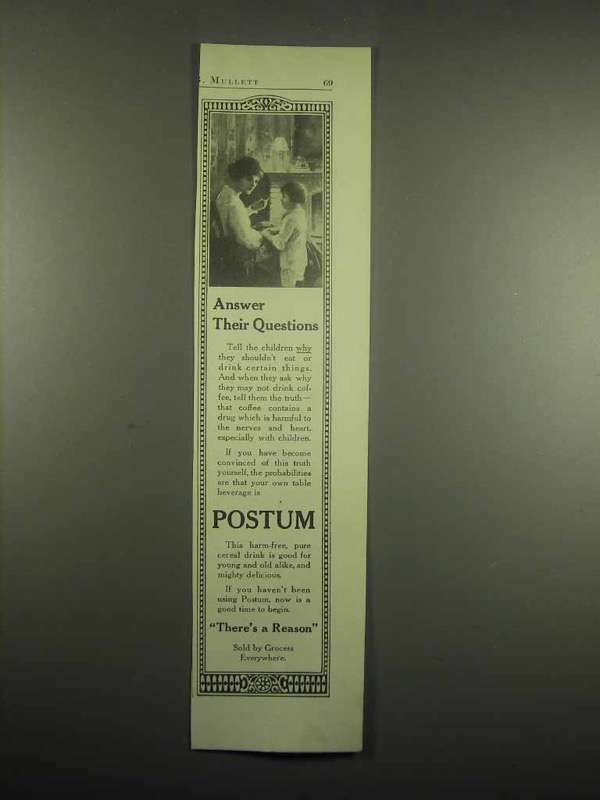 . MULLETT 69
Answer
Their Questions
Tell the children why
they shouldn't eat or
drink certain things.
And when they ask why
they may not drink cof-
fee, tell them the truth—
that coffee contains a
drug which is harmful to
the nerves and heart,
especially with children.
If you have become
convinced of this truth
yourself, the probabilities
are that your own table
beverage is
POSTUM
This harm-free, pure
cereal drink is good for
young and old alike, and
mighty delicious.
If you haven't been
using Postum, now is a
good time to begin.
"There's a Reason"
Sold by Grocers
Everywhere.